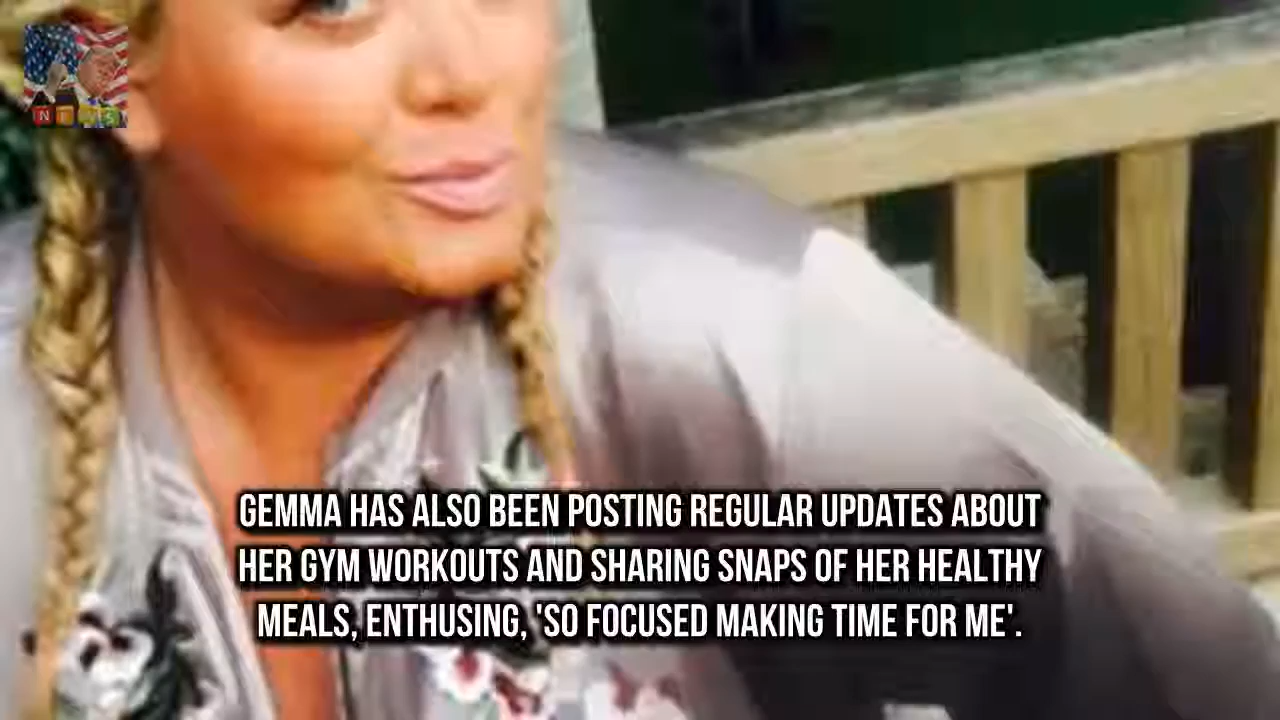 NEWS
GEMMA HAS ALSO BEEN POSTING REGULAR UPDATES ABOUT
HER GYM WORKOUTS AND SHARING SNAPS OF HER HEALTHY
MEALS, ENTHUSING, 'SO FOCUSED MAKING TIME FOR ME'.